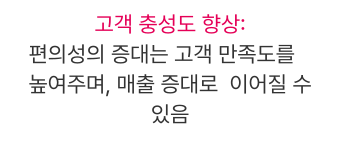 고객 충성도 향상:
편의성의 증대는 고객 만족도를
높여주며, 매출 증대로  이어질 수
있음